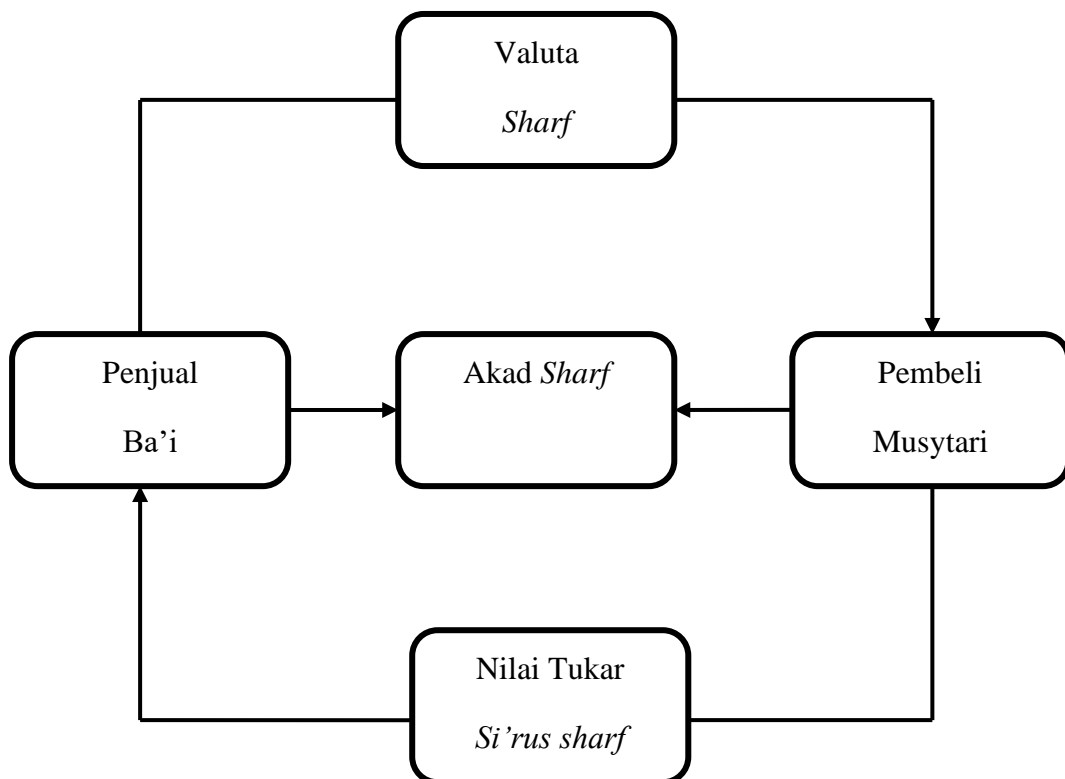 Valuta
Sharf
Penjual
Ba’i
Akad Sharf
Pembeli
Musytari
Nilai Tukar
Si’rus sharf